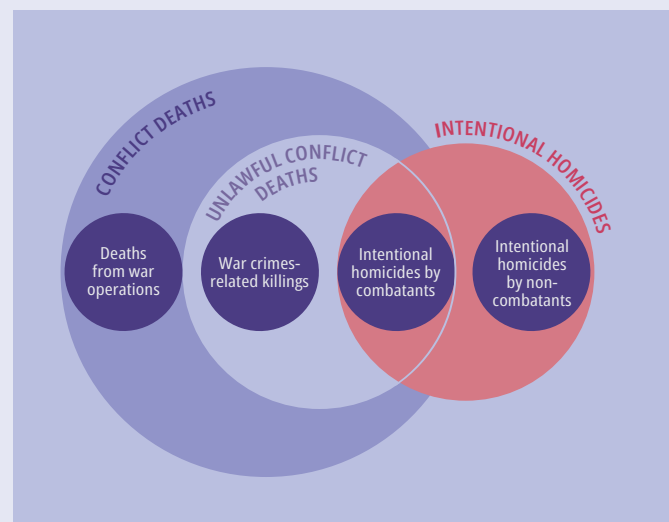 CONFLICT DEATHS
UNLAWFUL CONFLICT
DEATHS
INTENTIONAL HOMICIDES
Deaths
from war
operations
War crimes-
related killings
Intentional
homicides by
combatants
Intentional
homicides
by non-
combatants